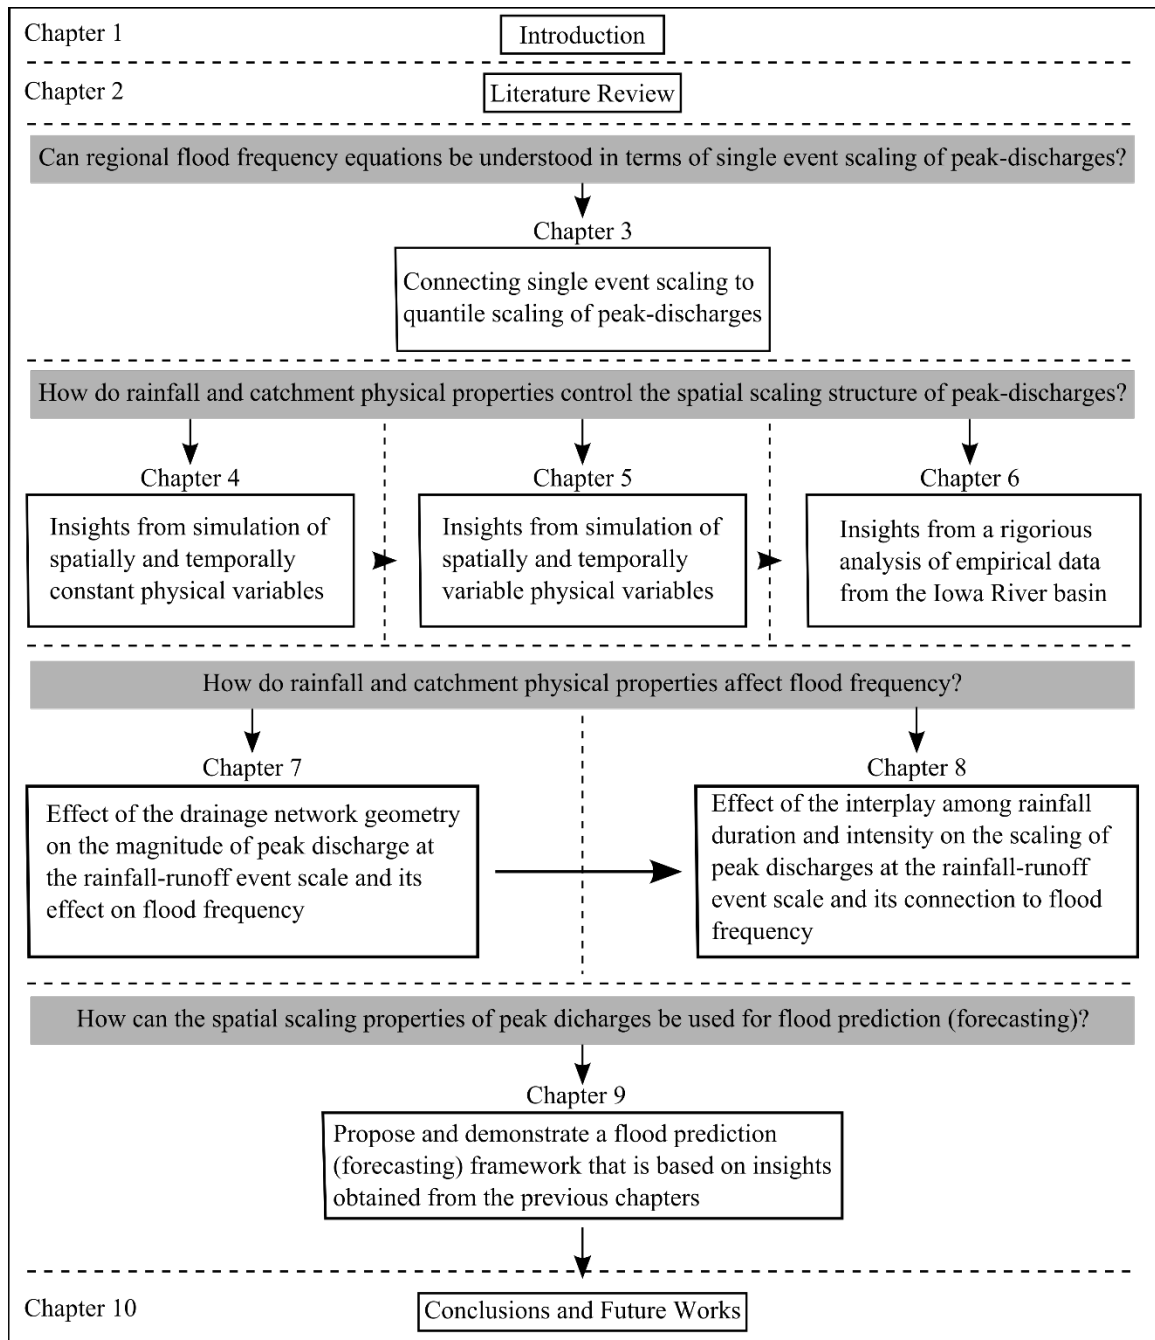 Chapter 1
Introduction
Chapter 2
Literature Review
Can regional flood frequency equations be understood in terms of single event scaling of peak-discharges?
Chapter 3
Connecting single event scaling to
quantile scaling of peak-discharges
How do rainfall and catchment physical properties control the spatial scaling structure of peak-discharges?
Chapter 4
Insights from simulation of
spatially and temporally
constant physical variables
Chapter 5
Insights from simulation of
spatially and temporally
variable physical variables
Chapter 6
Insights from a rigorious
analysis of empirical data
from the Iowa River basin
How do rainfall and catchment physical properties affect flood frequency?
Chapter 7
Effect of the drainage network geometry
on the magnitude of peak discharge at
the rainfall-runoff event scale and its
effect on flood frequency
Chapter 8
Effect of the interplay among rainfall
duration and intensity on the scaling of
peak discharges at the rainfall-runoff
event scale and its connection to flood
frequency
How can the spatial scaling properties of peak dicharges be used for flood prediction (forecasting)?
Chapter 9
Propose and demonstrate a flood prediction
(forecasting) framework that is based on insights
obtained from the previous chapters
Chapter 10
Conclusions and Future Works